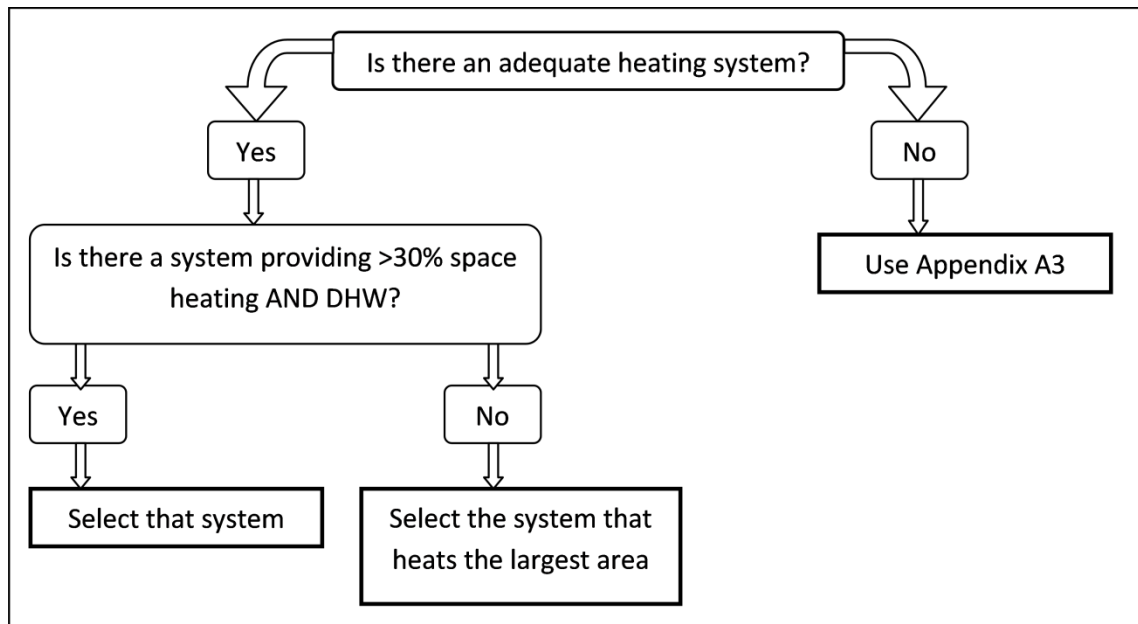 Is there an adequate heating system?
Yes
No
Is there a system providing >30% space
heating AND DHW?
Use Appendix A3
Yes
No
Select that system
Select the system that
heats the largest area